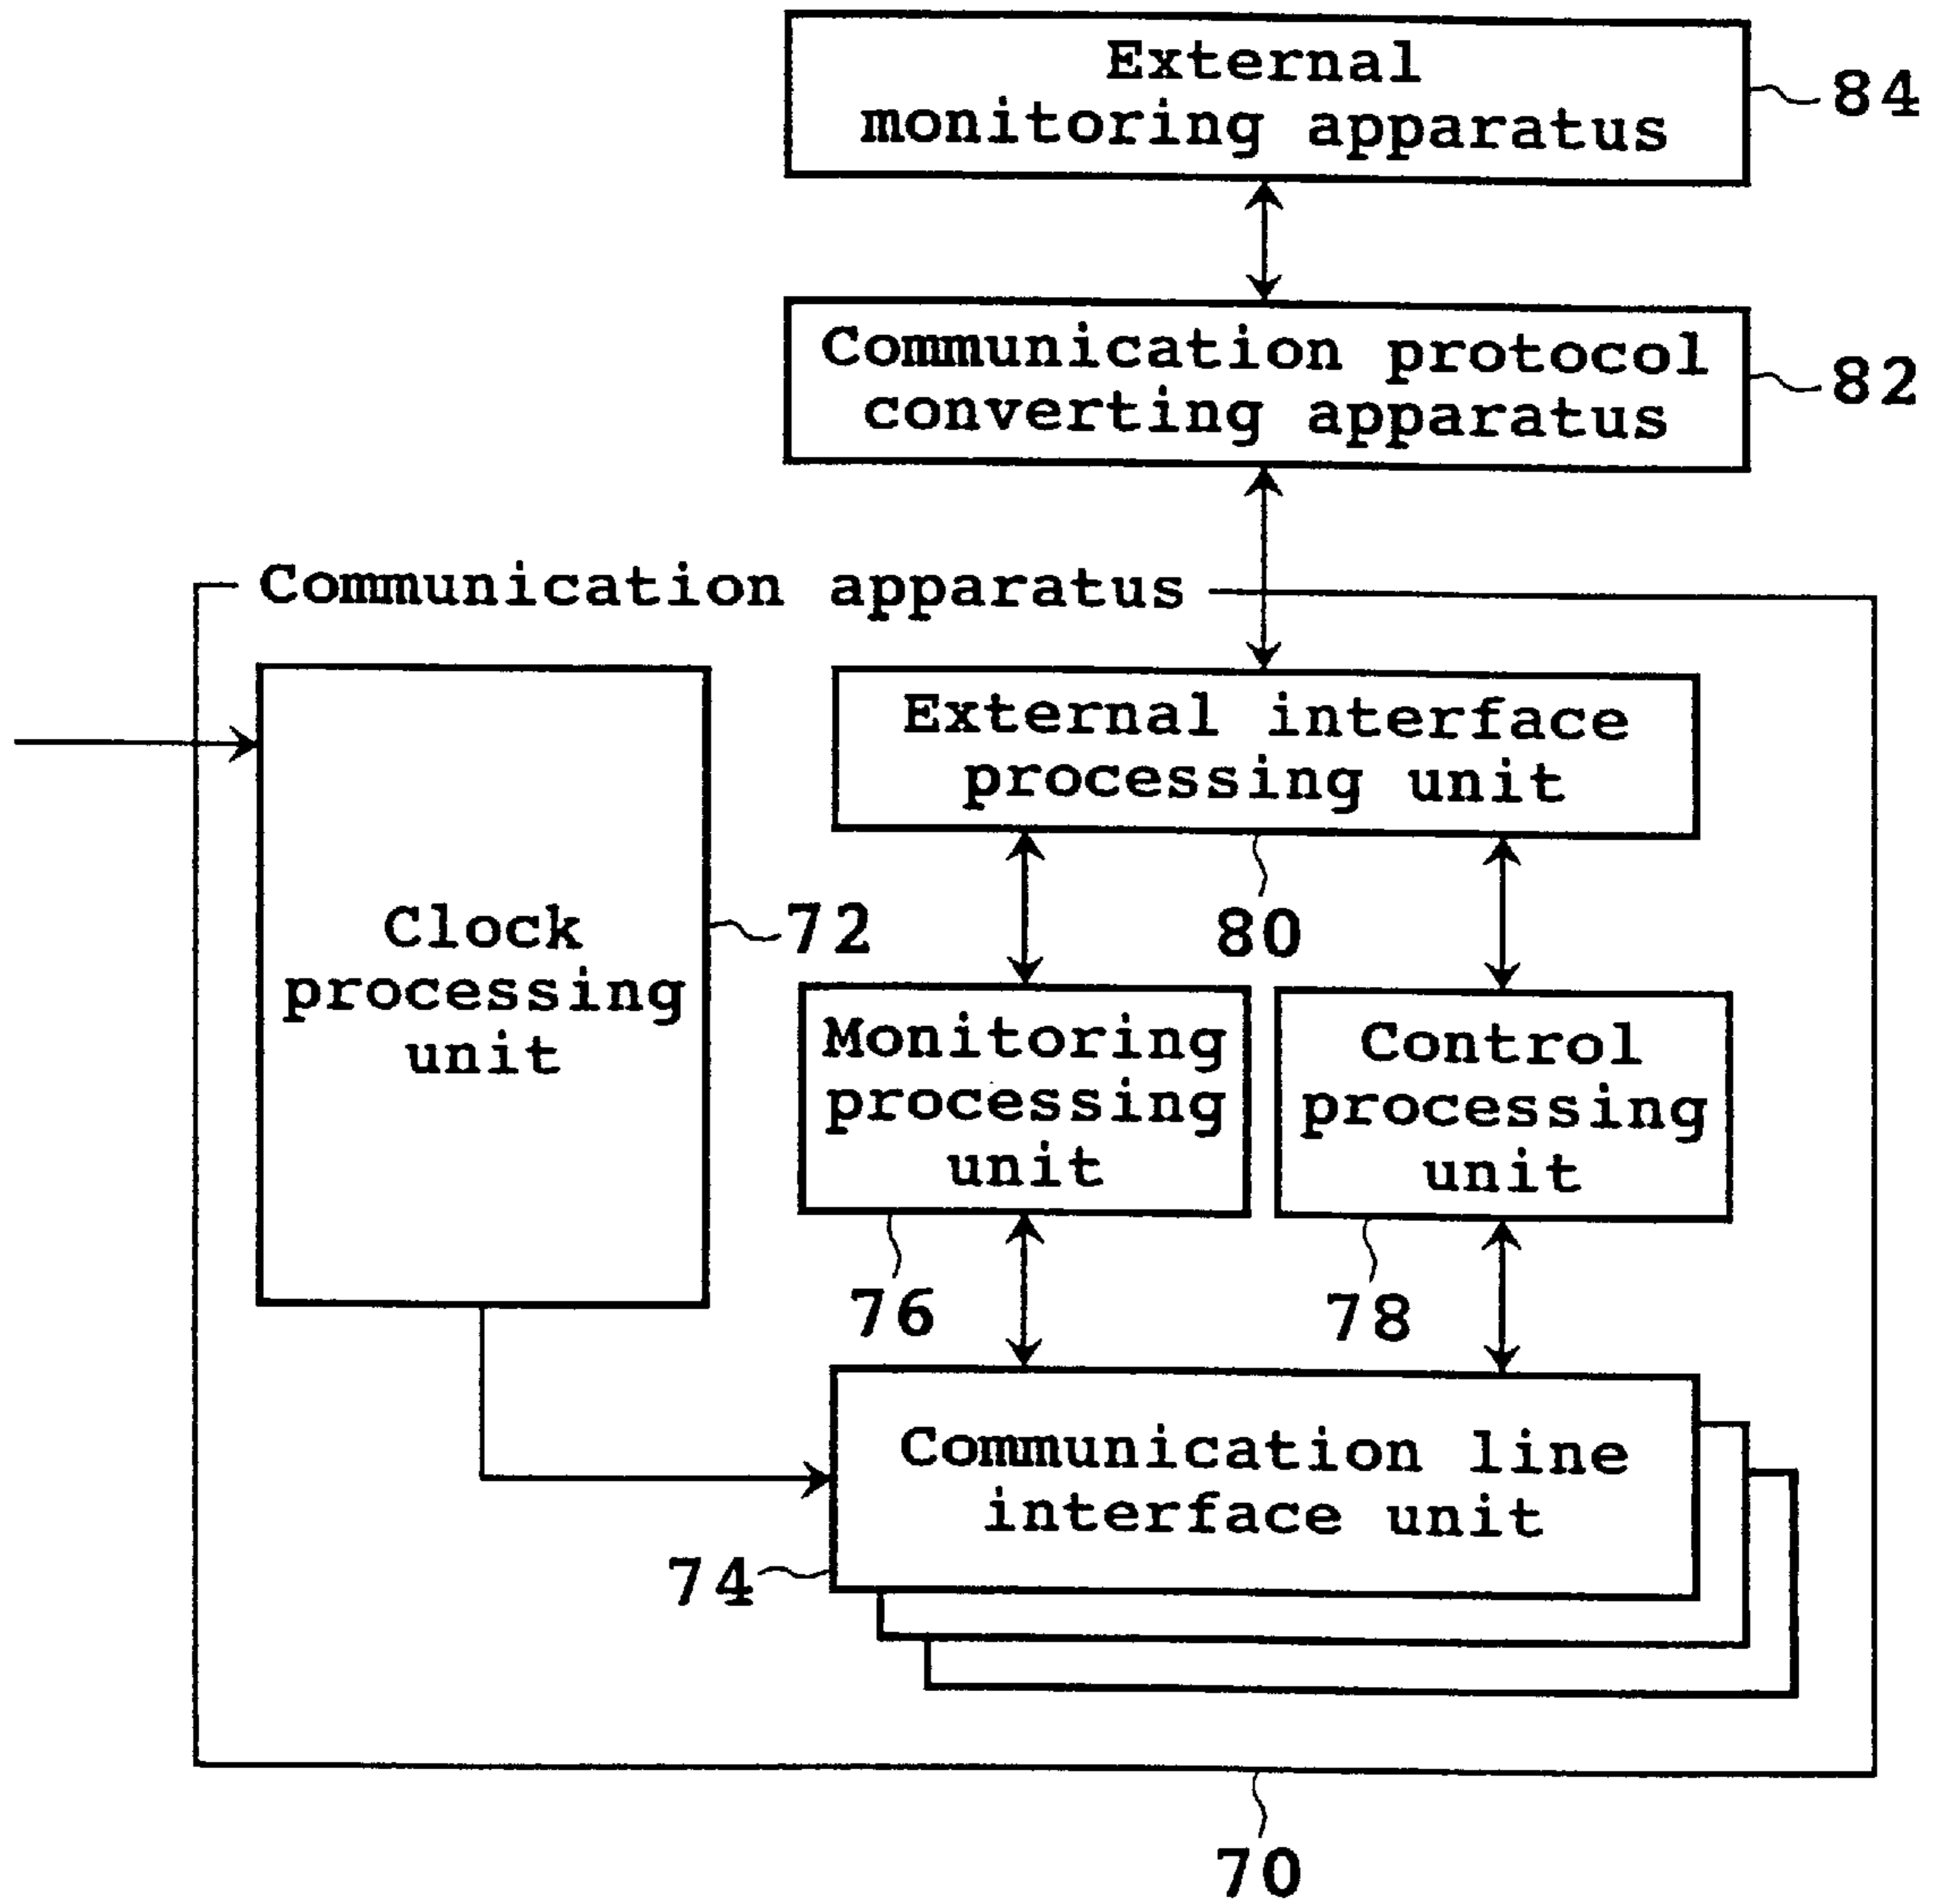 External
monitoring apparatus
84
Communication protocol
converting apparatus
82
Communication apparatus
External interface
processing unit
80
Clock
processing
unit
72
Monitoring
processing
unit
76
Control
processing
unit
78
Communication line
interface unit
74
70